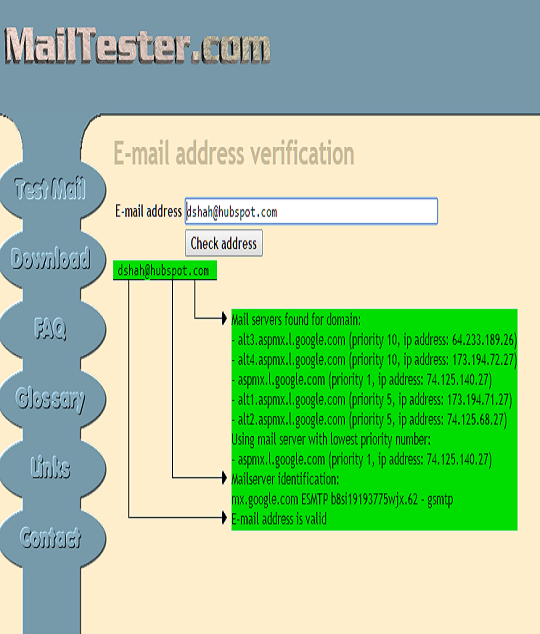 MailTester.com
E-mail address verification
Test Mail
E-mail address dshah@hubspot.com
Check address
Download
dshah@hubspot.com
FAQ
Glossary
Links
Contact
Mail servers found for domain:
- alt3.aspmx.l.google.com (priority 10, ip address: 64.233.189.26)
- alt4.aspmx.l.google.com (priority 10, ip address: 173.194.72.27)
- aspmx.l.google.com (priority 1, ip address: 74.125.140.27)
- alt1.aspmx.l.google.com (priority 5, ip address: 173.194.71.27)
- alt2.aspmx.l.google.com (priority 5, ip address: 74.125.68.27)
Using mail server with lowest priority number:
- aspmx.l.google.com (priority 1, ip address: 74.125.140.27)
Mailserver identification:
mx.google.com ESMTP b8si19193775wjx.62 - gsmtp
E-mail address is valid